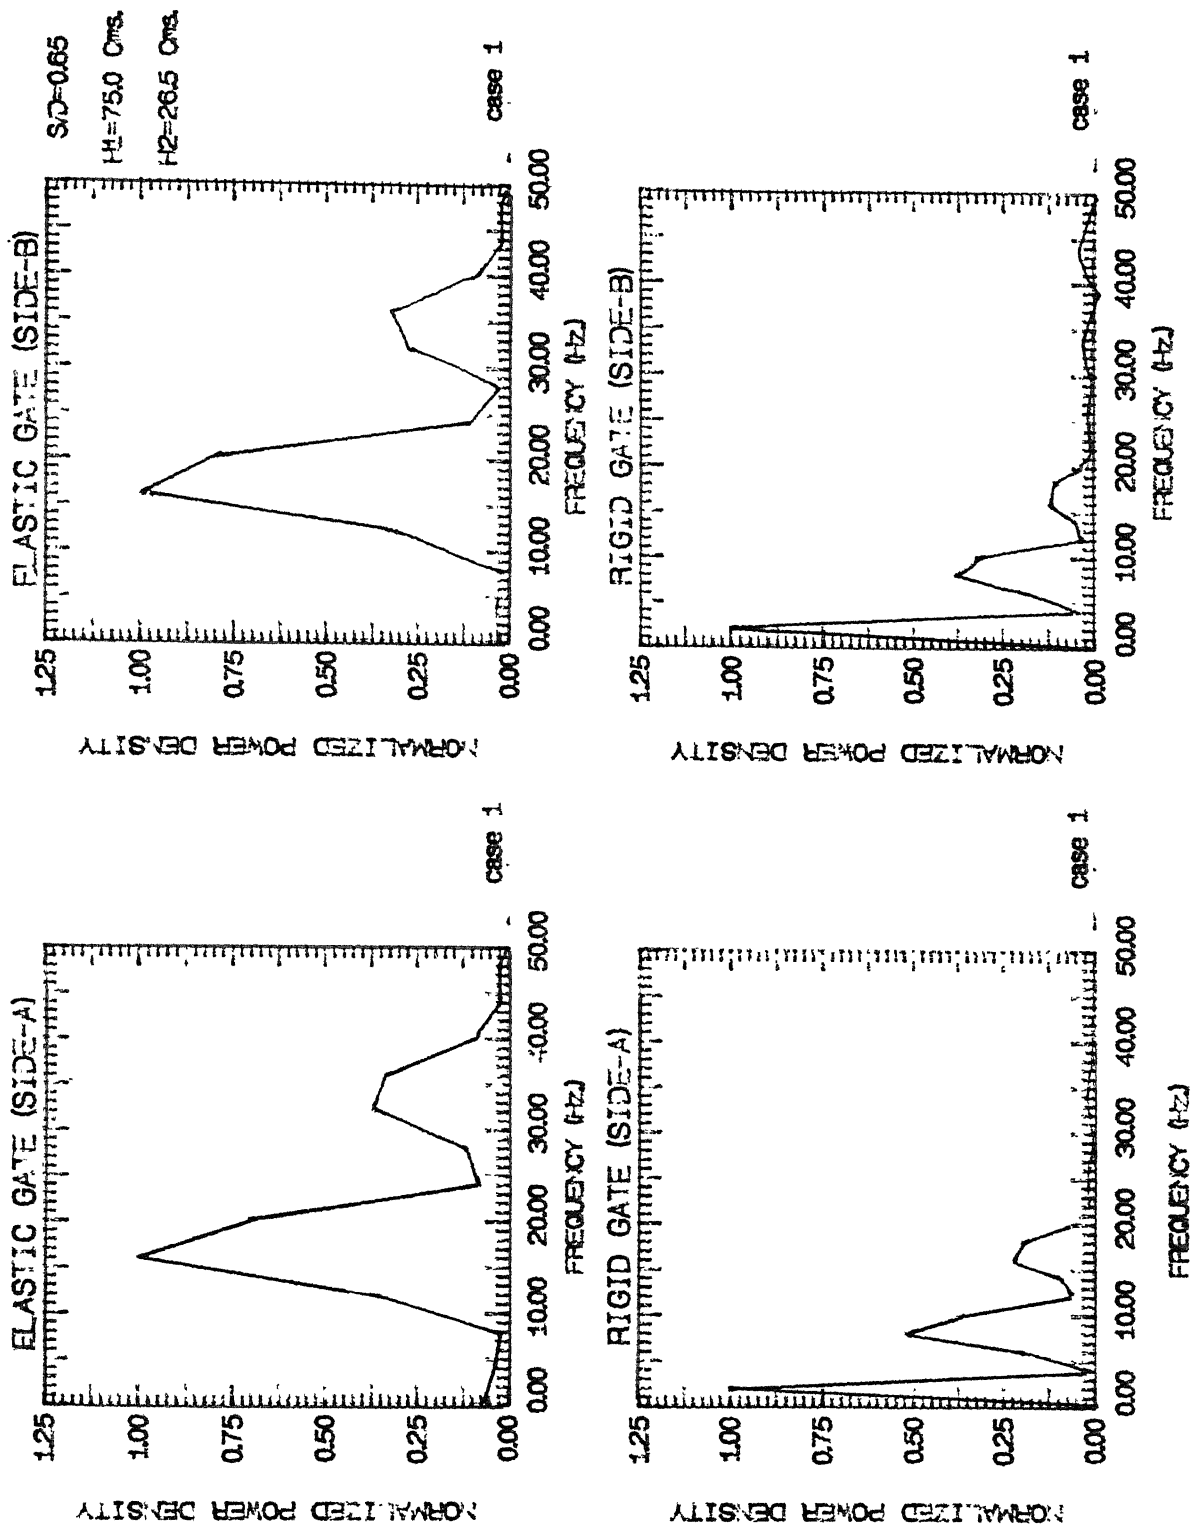 ELASTIC GATE (SIDE-A)
NORMALIZED POWER DENSITY
1.25
1.00
0.75
0.50
0.25
0.00
0.00 10.00 20.00 30.00 40.00 50.00
FREQUENCY (Hz.)
case 1
ELASTIC GATE (SIDE-B)
S/D=0.65
H1=75.0 Cms.
H2=26.5 Cms.
NORMALIZED POWER DENSITY
1.25
1.00
0.75
0.50
0.25
0.00
0.00 10.00 20.00 30.00 40.00 50.00
FREQUENCY (Hz.)
case 1
RIGID GATE (SIDE-A)
NORMALIZED POWER DENSITY
1.25
1.00
0.75
0.50
0.25
0.00
0.00 10.00 20.00 30.00 40.00 50.00
FREQUENCY (Hz.)
case 1
RIGID GATE (SIDE-B)
NORMALIZED POWER DENSITY
1.25
1.00
0.75
0.50
0.25
0.00
0.00 10.00 20.00 30.00 40.00 50.00
FREQUENCY (Hz.)
case 1